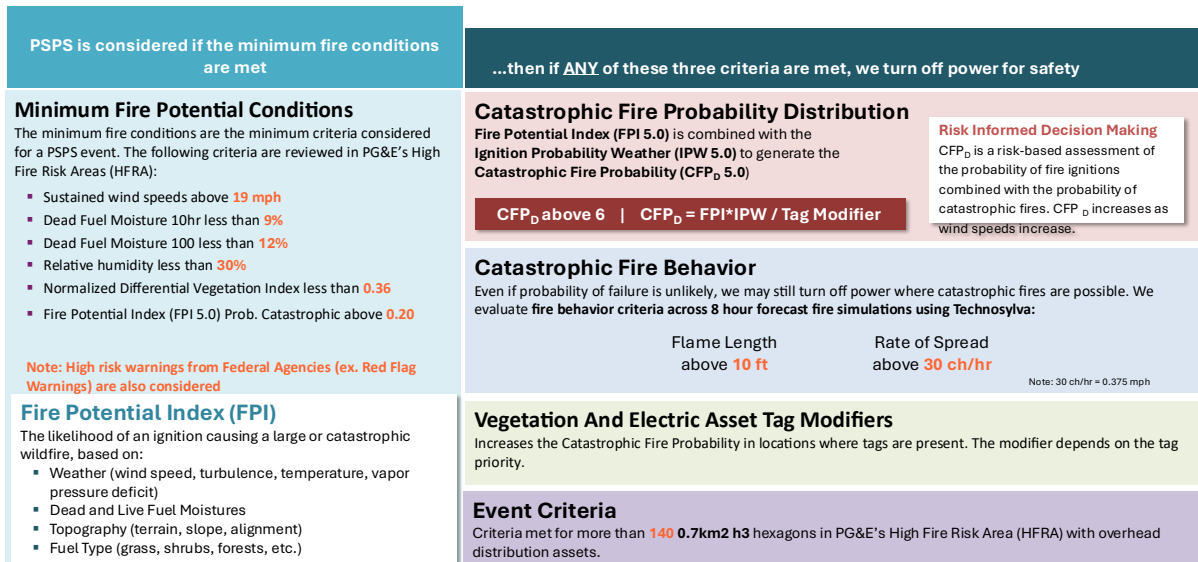 PSPS is considered if the minimum fire conditions
are met
...then if ANY of these three criteria are met, we turn off power for safety
Minimum Fire Potential Conditions
The minimum fire conditions are the minimum criteria considered
for a PSPS event. The following criteria are reviewed in PG&E's High
Fire Risk Areas (HFRA):
▪ Sustained wind speeds above 19 mph
▪ Dead Fuel Moisture 10hr less than 9%
▪ Dead Fuel Moisture 100 less than 12%
▪ Relative humidity less than 30%
▪ Normalized Differential Vegetation Index less than 0.36
▪ Fire Potential Index (FPI 5.0) Prob. Catastrophic above 0.20
Note: High risk warnings from Federal Agencies (ex. Red Flag
Warnings) are also considered
Fire Potential Index (FPI)
The likelihood of an ignition causing a large or catastrophic
wildfire, based on:
▪ Weather (wind speed, turbulence, temperature, vapor
pressure deficit)
▪ Dead and Live Fuel Moistures
▪ Topography (terrain, slope, alignment)
▪ Fuel Type (grass, shrubs, forests, etc.)
Catastrophic Fire Probability Distribution
Fire Potential Index (FPI 5.0) is combined with the
Ignition Probability Weather (IPW 5.0) to generate the
Catastrophic Fire Probability (CFPD 5.0)
CFPD above 6 | CFPD = FPI*IPW / Tag Modifier
Risk Informed Decision Making
CFPD is a risk-based assessment of
the probability of fire ignitions
combined with the probability of
catastrophic fires. CFP D increases as
wind speeds increase.
Catastrophic Fire Behavior
Even if probability of failure is unlikely, we may still turn off power where catastrophic fires are possible. We
evaluate fire behavior criteria across 8 hour forecast fire simulations using Technosylva:
Flame Length
above 10 ft
Rate of Spread
above 30 ch/hr
Note: 30 ch/hr = 0.375 mph
Vegetation And Electric Asset Tag Modifiers
Increases the Catastrophic Fire Probability in locations where tags are present. The modifier depends on the tag
priority.
Event Criteria
Criteria met for more than 140 0.7km2 h3 hexagons in PG&E's High Fire Risk Area (HFRA) with overhead
distribution assets.